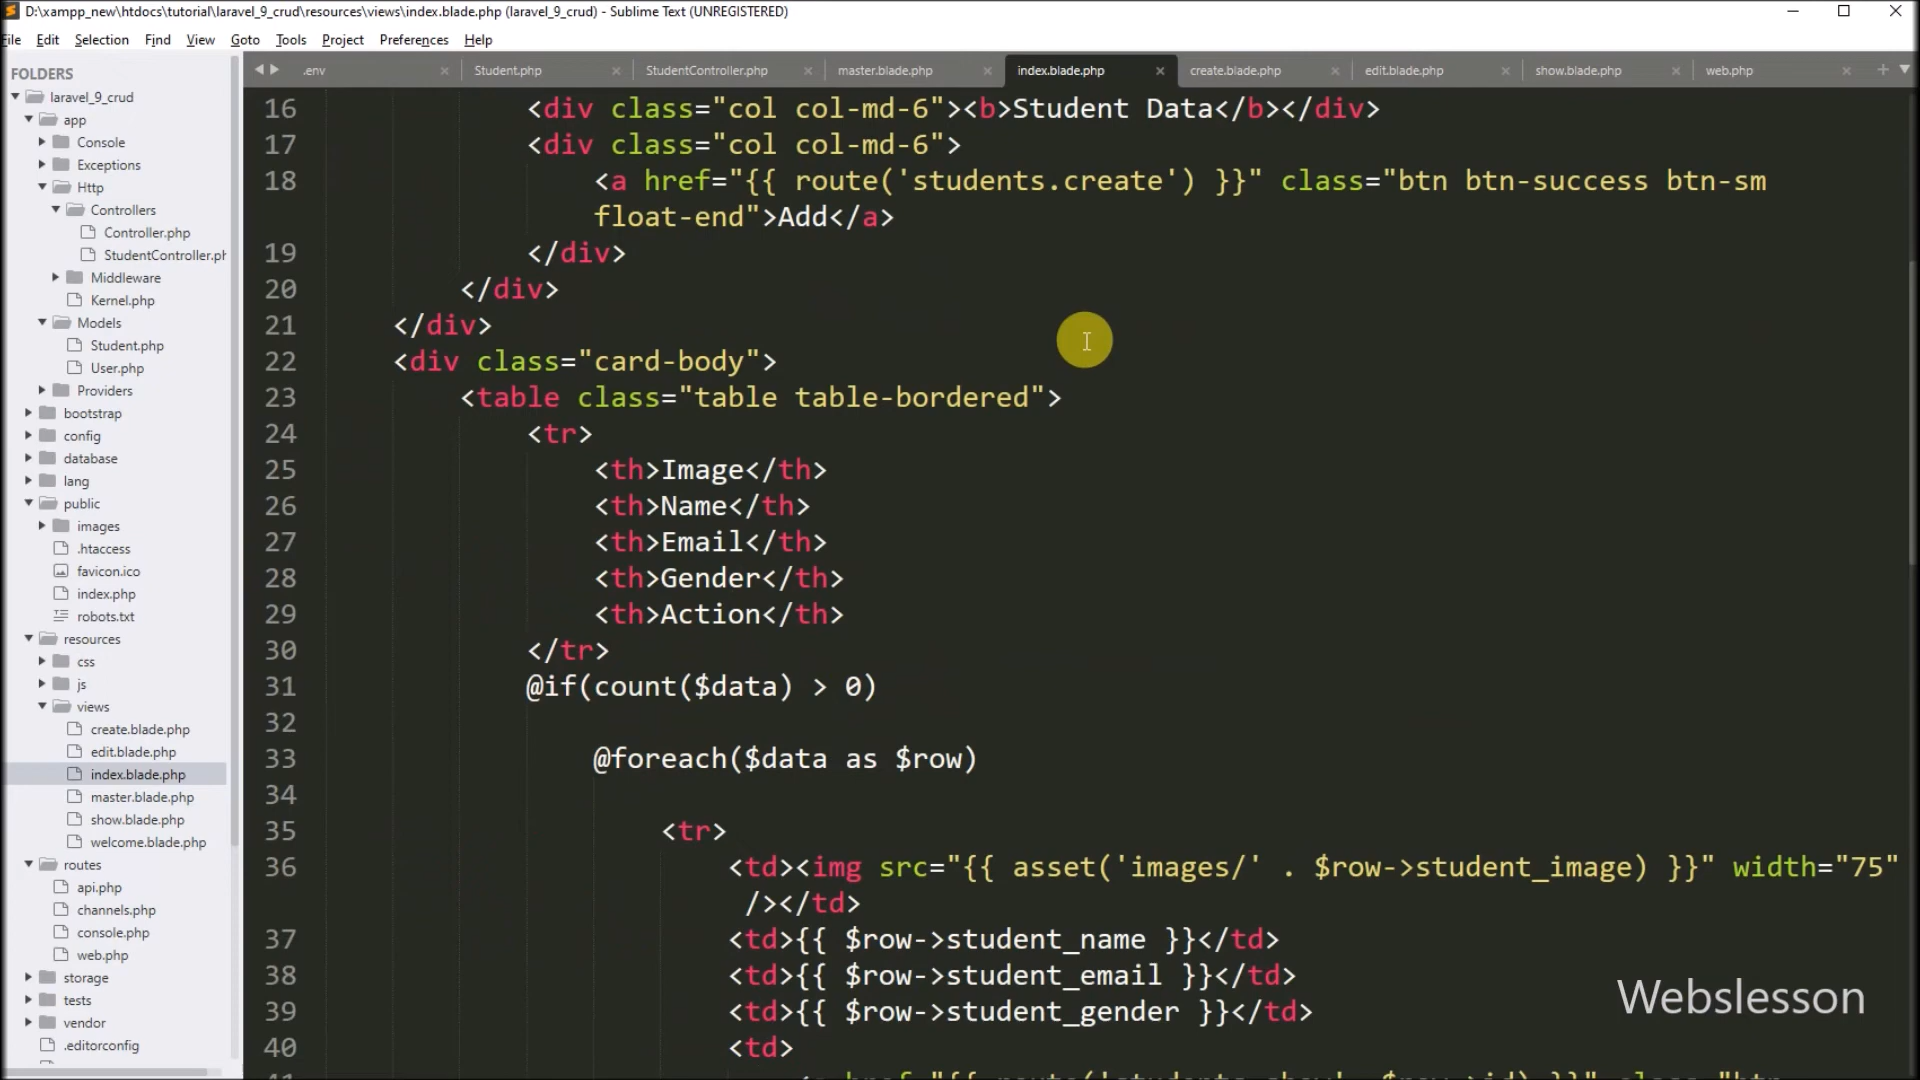 D:\xampp_new\htdocs\tutorial\laravel_9_crud\resources\views\index.blade.php (laravel_9_crud) - Sublime Text (UNREGISTERED)
File Edit Selection Find View Goto Tools Project Preferences Help
FOLDERS
laravel_9_crud
app
Console
Exceptions
Http
Controllers
Controller.php
StudentController.ph
Middleware
Kernel.php
Models
Student.php
User.php
Providers
bootstrap
config
database
lang
public
images
.htaccess
favicon.ico
index.php
robots.txt
resources
css
js
views
create.blade.php
edit.blade.php
index.blade.php
master.blade.php
show.blade.php
welcome.blade.php
routes
api.php
channels.php
console.php
web.php
storage
tests
vendor
.editorconfig
.env Student.php StudentController.php master.blade.php index.blade.php create.blade.php edit.blade.php show.blade.php web.php
16 <div class="col col-md-6"><b>Student Data</b></div>
17 <div class="col col-md-6">
18 <a href="{{ route('students.create') }}" class="btn btn-success btn-sm
float-end">Add</a>
19 </div>
20 </div>
21 </div>
22 <div class="card-body">
23 <table class="table table-bordered">
24 <tr>
25 <th>Image</th>
26 <th>Name</th>
27 <th>Email</th>
28 <th>Gender</th>
29 <th>Action</th>
30 </tr>
31 @if(count($data) > 0)
32
33 @foreach($data as $row)
34
35 <tr>
36 <td><img src="{{ asset('images/' . $row->student_image) }}" width="75"
/></td>
37 <td>{{ $row->student_name }}</td>
38 <td>{{ $row->student_email }}</td>
39 <td>{{ $row->student_gender }}</td>
40 <td>
41 <a href="{{ route('students.show', $row->id) }}" class="btn
Webslesson